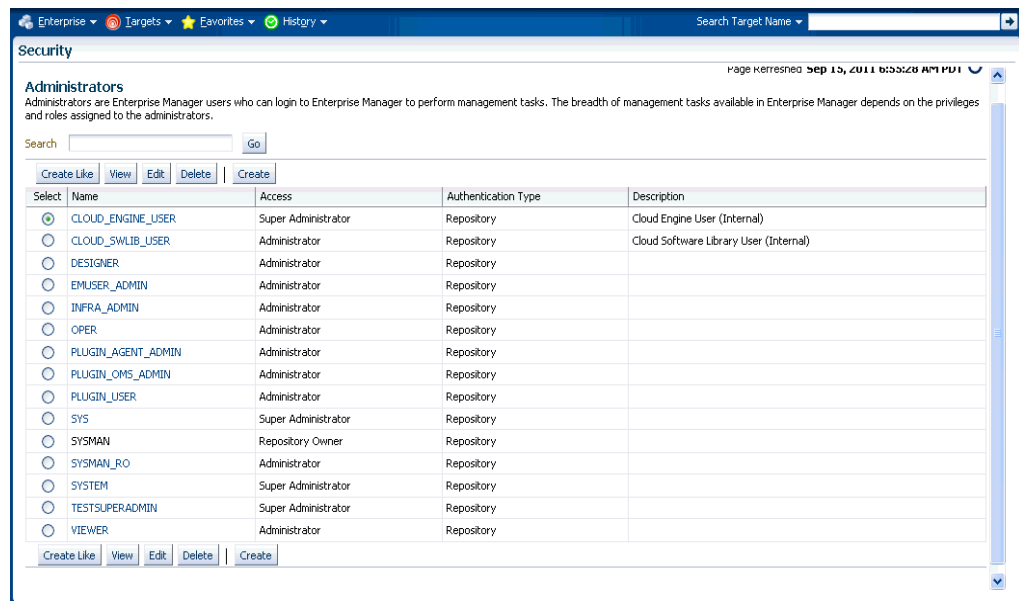 Enterprise Targets Favorites History Search Target Name
Security
Page Refreshed Sep 15, 2011 6:55:28 AM PDT
Administrators
Administrators are Enterprise Manager users who can login to Enterprise Manager to perform management tasks. The breadth of management tasks available in Enterprise Manager depends on the privileges
and roles assigned to the administrators.
Search Go
Create Like View Edit Delete Create
Select Name Access Authentication Type Description
CLOUD_ENGINE_USER Super Administrator Repository Cloud Engine User (Internal)
CLOUD_SWLIB_USER Administrator Repository Cloud Software Library User (Internal)
DESIGNER Administrator Repository
EMUSER_ADMIN Administrator Repository
INFRA_ADMIN Administrator Repository
OPER Administrator Repository
PLUGIN_AGENT_ADMIN Administrator Repository
PLUGIN_OMS_ADMIN Administrator Repository
PLUGIN_USER Administrator Repository
SYS Super Administrator Repository
SYSMAN Repository Owner Repository
SYSMAN_RO Administrator Repository
SYSTEM Super Administrator Repository
TESTSUPERADMIN Super Administrator Repository
VIEWER Administrator Repository
Create Like View Edit Delete Create